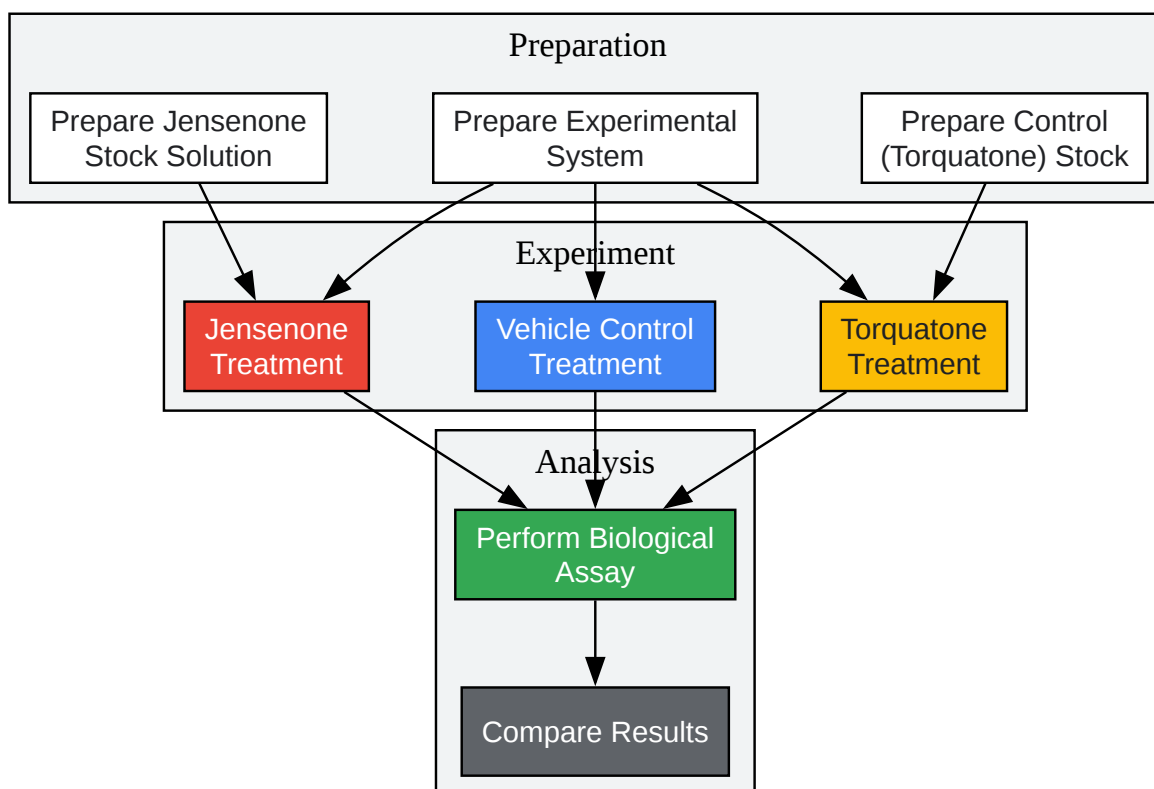 Preparation
Prepare Jensenone
Stock Solution
Prepare Experimental
System
Prepare Control
(Torquatone) Stock
Experiment
Jensenone
Treatment
Vehicle Control
Treatment
Torquatone
Treatment
Analysis
Perform Biological
Assay
Compare Results